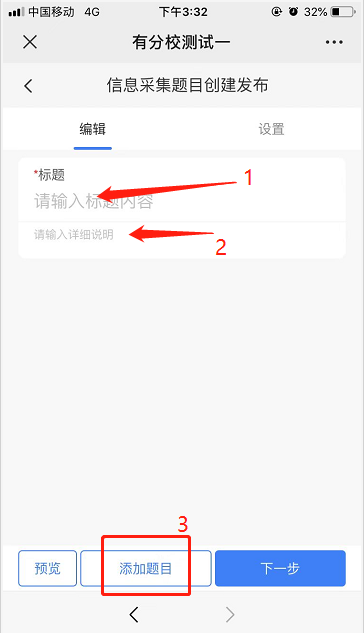 中国移动 4G 下午3:32 32%
有分校测试一
信息采集题目创建发布
编辑 设置
*标题
请输入标题内容
1
请输入详细说明
2
3
预览 添加题目 下一步